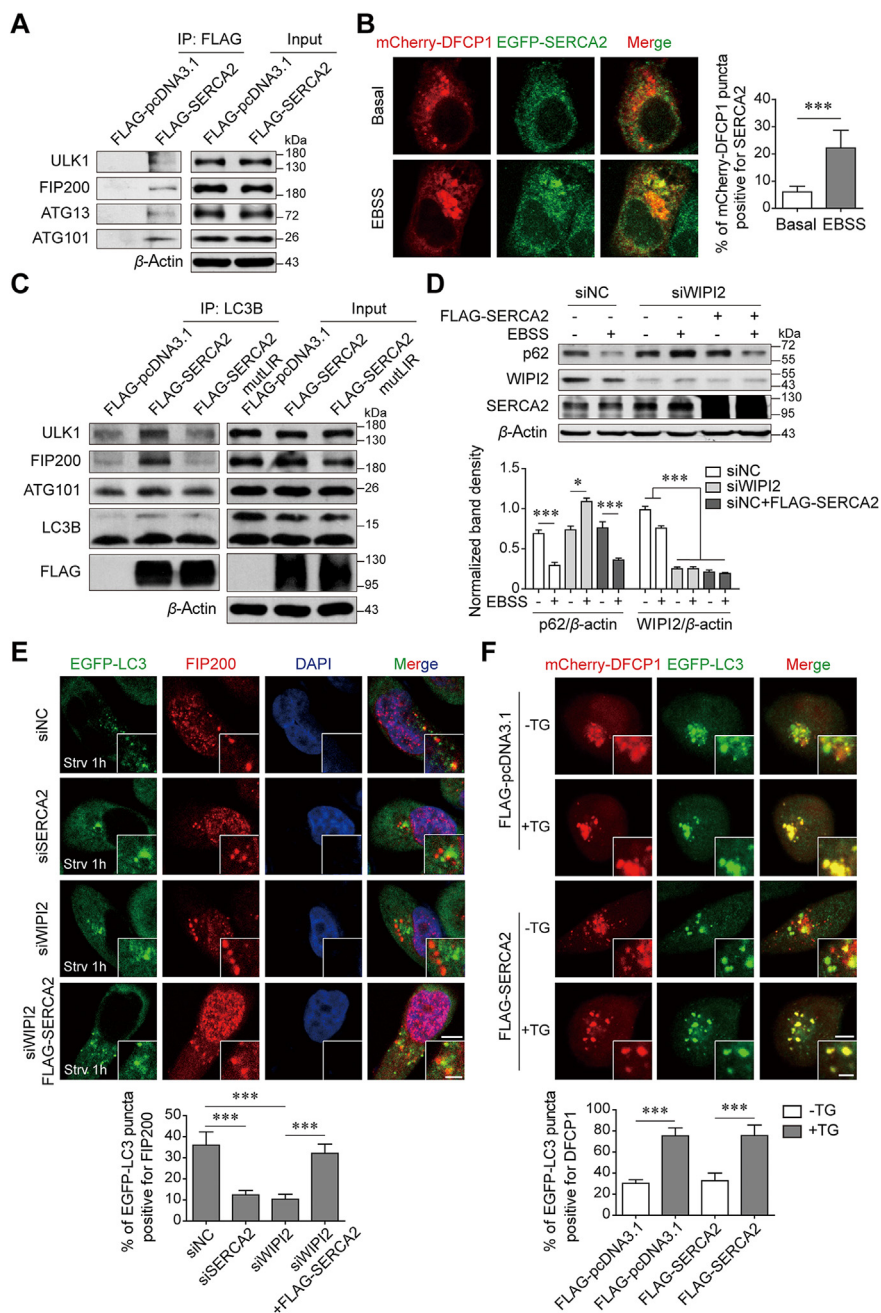 A
IP: FLAG
Input
FLAG-pcDNA3.1
FLAG-SERCA2
FLAG-pcDNA3.1
FLAG-SERCA2
kDa
ULK1
180
130
FIP200
180
ATG13
72
ATG101
26
β-Actin
43
B
mCherry-DFCP1 EGFP-SERCA2 Merge
Basal
EBSS
% of mCherry-DFCP1 puncta
positive for SERCA2
40
30
20
10
0
***
Basal EBSS
C
IP: LC3B
Input
FLAG-pcDNA3.1
FLAG-SERCA2
FLAG-SERCA2
mutLIR
FLAG-pcDNA3.1
FLAG-SERCA2
FLAG-SERCA2
mutLIR
kDa
ULK1
180
130
FIP200
180
ATG101
26
LC3B
15
FLAG
130
95
β-Actin
43
D
siNC siWIPI2
FLAG-SERCA2 - - - - + +
EBSS - + - + - + kDa
p62
72
55
WIPI2
55
43
SERCA2
130
95
β-Actin
43
Normalized band density
1.5
1.0
0.5
0
siNC
siWIPI2
siNC+FLAG-SERCA2
*** * *** ***
EBSS - + - + - + - + - + - +
p62/β-actin WIPI2/β-actin
E
EGFP-LC3 FIP200 DAPI Merge
siNC
Strv 1h
siSERCA2
Strv 1h
siWIPI2
Strv 1h
siWIPI2
FLAG-SERCA2
Strv 1h
% of EGFP-LC3 puncta
positive for FIP200
50
40
30
20
10
0
***
***
***
siNC
siSERCA2
siWIPI2
siWIPI2
+FLAG-SERCA2
F
mCherry-DFCP1 EGFP-LC3 Merge
FLAG-pcDNA3.1
-TG
+TG
FLAG-SERCA2
-TG
+TG
% of EGFP-LC3 puncta
positive for DFCP1
100
80
60
40
20
0
*** ***
-TG
+TG
FLAG-pcDNA3.1
FLAG-pcDNA3.1
FLAG-SERCA2
FLAG-SERCA2